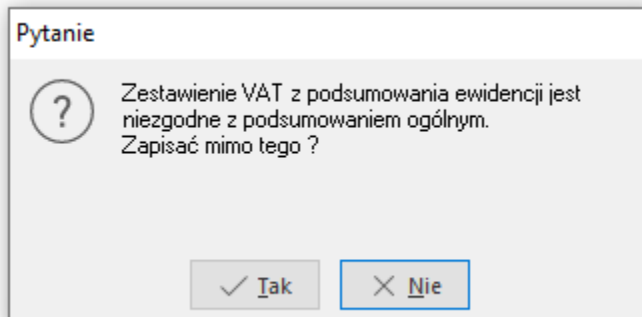 Pytanie
?
Zestawienie VAT z podsumowania ewidencji jest
niezgodne z podsumowaniem ogólnym.
Zapisać mimo tego ?
Tak
Nie